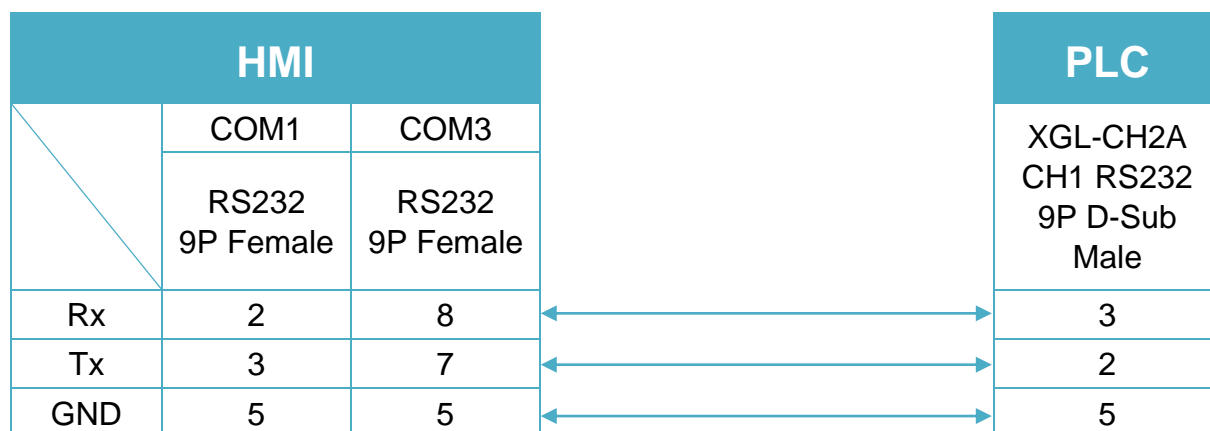 HMI PLC
COM1 COM3 XGL-CH2A
CH1 RS232
RS232 RS232 9P D-Sub
9P Female 9P Female Male
Rx 2 8 3
Tx 3 7 2
GND 5 5 5